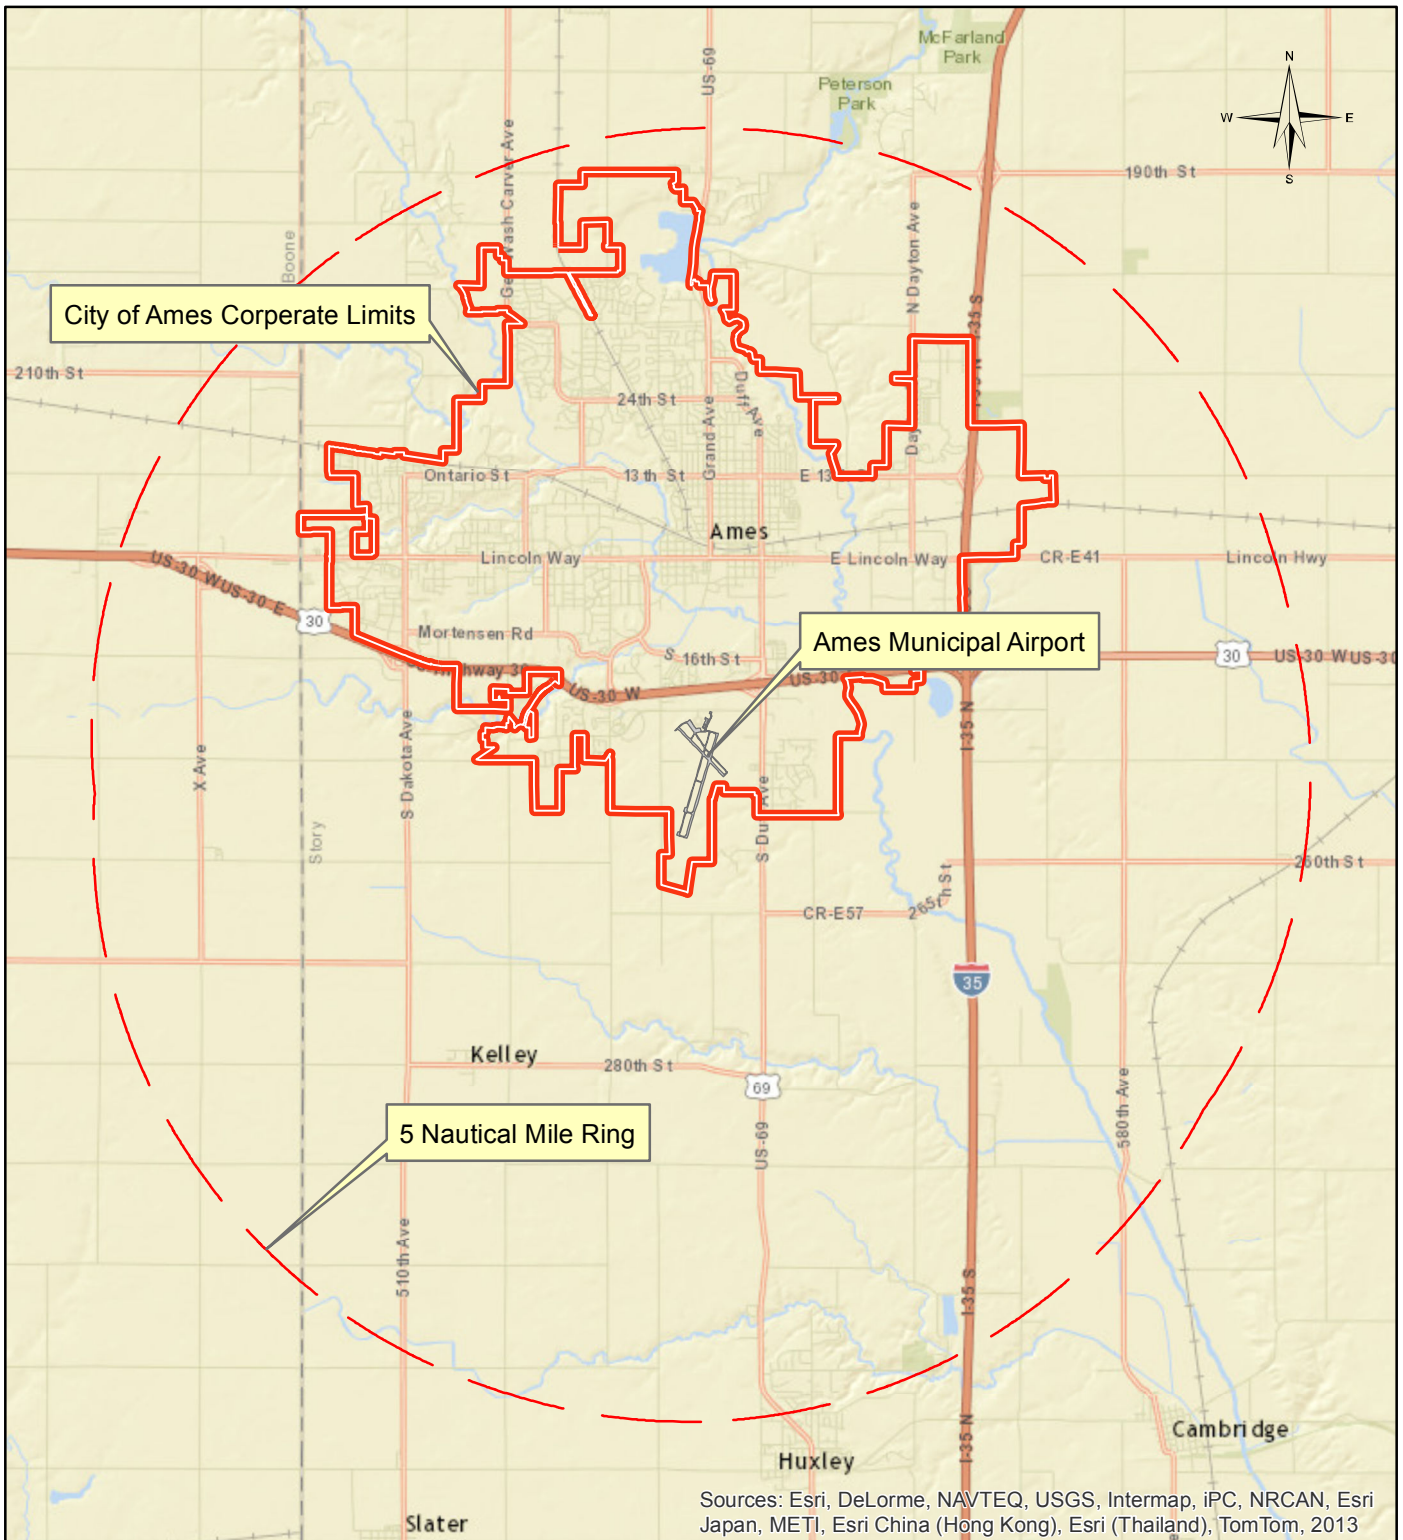 McFarland
Park
Peterson
Park
US-69
N
W
E
S
190th St
Geo Wash Carver Ave
N Dayton Ave
Boone
City of Ames Corperate Limits
I-35 S
210th St
24th St
Duff Ave
Grand Ave
Ontario St
13th St
E 13
Ames
Lincoln Way
E Lincoln Way
CR-E41
Lincoln Hwy
US-30 W
US-30 E
30
Mortensen Rd
S 16th St
Ames Municipal Airport
30
US-30 W
US-30
US-30 W
US-30
I-35 N
X Ave
S Dakota Ave
Story
S Duff Ave
260th St
265th St
CR-E57
35
Kelley
280th St
69
580th Ave
5 Nautical Mile Ring
US-69
510th Ave
I-35 S
I-35 N
Cambridge
Huxley
Slater
Sources: Esri, DeLorme, NAVTEQ, USGS, Intermap, iPC, NRCAN, Esri
Japan, METI, Esri China (Hong Kong), Esri (Thailand), TomTom, 2013